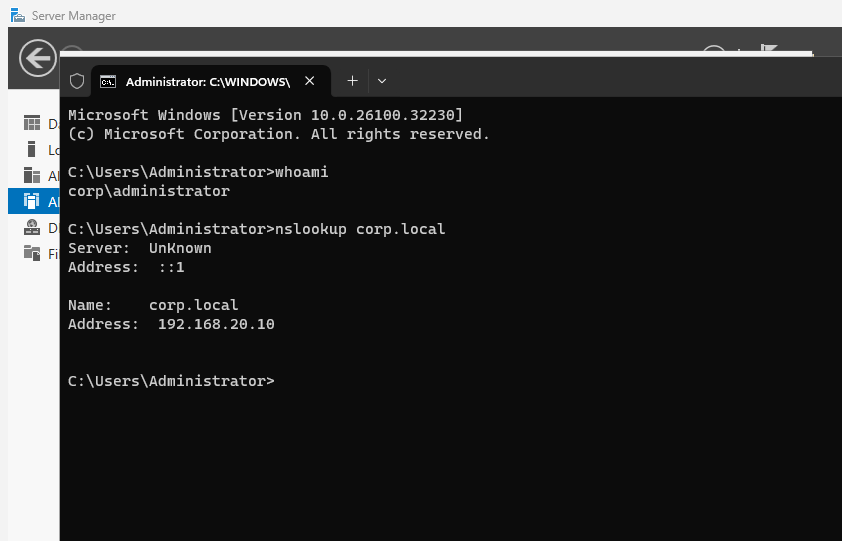 Server Manager
Administrator: C:\WINDOWS\
Microsoft Windows [Version 10.0.26100.32230]
(c) Microsoft Corporation. All rights reserved.
C:\Users\Administrator>whoami
corp\administrator
C:\Users\Administrator>nslookup corp.local
Server:  UnKnown
Address:  ::1
Name:    corp.local
Address:  192.168.20.10
C:\Users\Administrator>